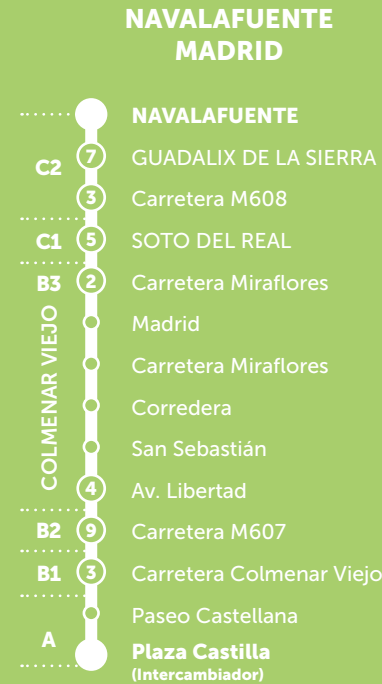 NAVALAFUENTE
MADRID
NAVALAFUENTE
C2
7 GUADALIX DE LA SIERRA
3 Carretera M608
C1 5 SOTO DEL REAL
B3 2 Carretera Miraflores
COLMENAR VIEJO
Madrid
Carretera Miraflores
Corredera
San Sebastián
4 Av. Libertad
B2 9 Carretera M607
B1 3 Carretera Colmenar Viejo
Paseo Castellana
A
Plaza Castilla
(Intercambiador)